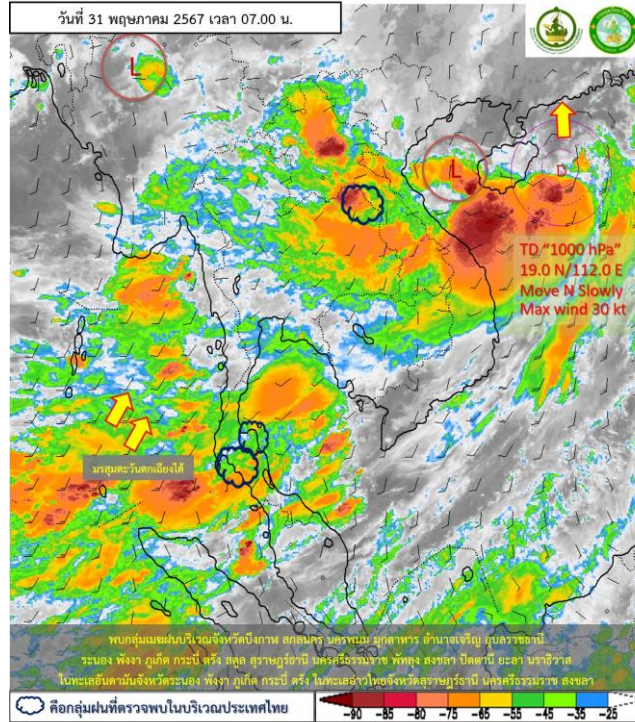 วันที่ 31 พฤษภาคม 2567 เวลา 07.00 น.
L
L
D
TD "1000 hPa"
19.0 N/112.0 E
Move N Slowly
Max wind 30 kt
มรสุมตะวันตกเฉียงใต้
พบกลุ่มเมฆฝนบริเวณจังหวัดบึงกาฬ สกลนคร นครพนม มุกดาหาร อำนาจเจริญ อุบลราชธานี
ระนอง พังงา ภูเก็ต กระบี่ ตรัง สตูล สุราษฎร์ธานี นครศรีธรรมราช พัทลุง สงขลา ปัตตานี ยะลา นราธิวาส
ในทะเลอันดามันจังหวัดระนอง พังงา ภูเก็ต กระบี่ ตรัง ในทะเลอ่าวไทยจังหวัดสุราษฎร์ธานี นครศรีธรรมราช สงขลา
คือกลุ่มฝนที่ตรวจพบในบริเวณประเทศไทย
-90 -85 -80 -75 -65 -55 -45 -35 -25